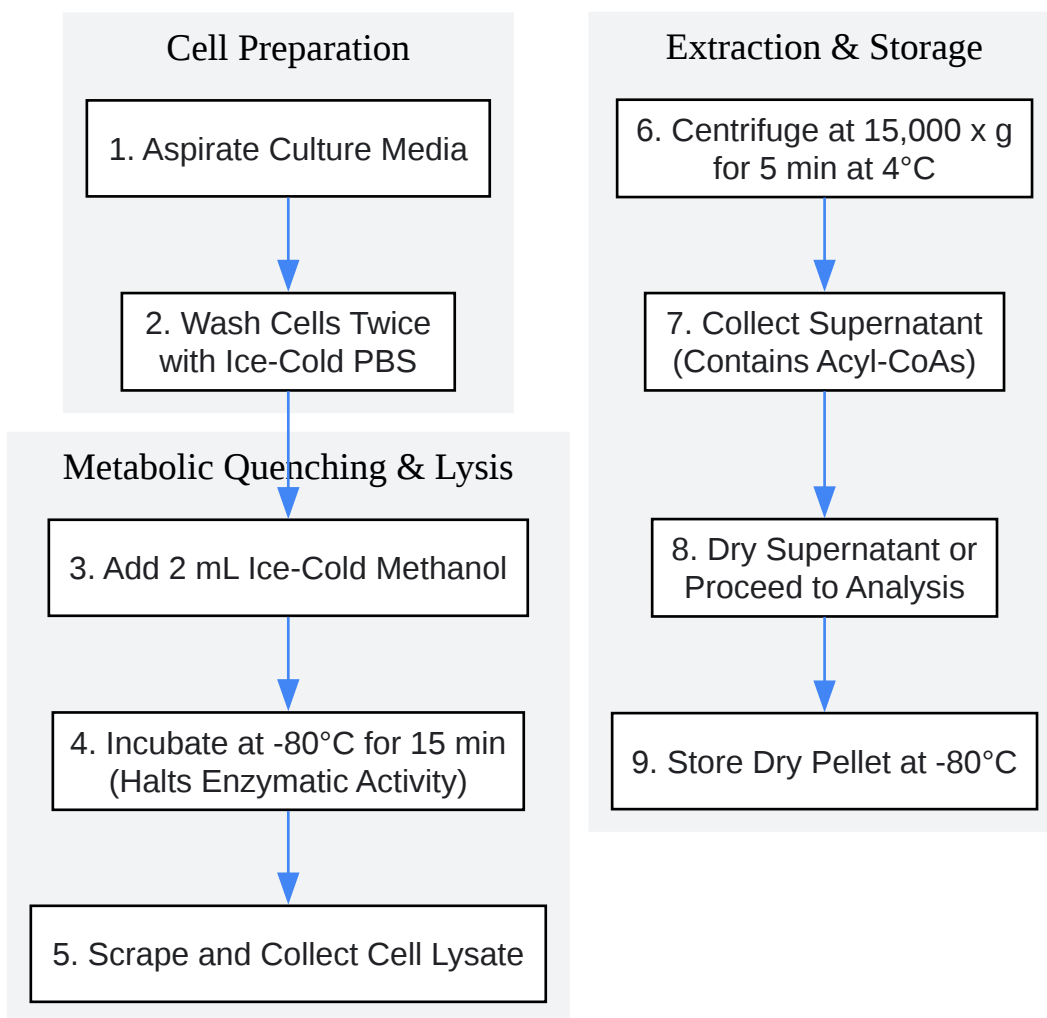 Cell Preparation
1. Aspirate Culture Media
2. Wash Cells Twice
with Ice-Cold PBS
Metabolic Quenching & Lysis
3. Add 2 mL Ice-Cold Methanol
4. Incubate at -80°C for 15 min
(Halts Enzymatic Activity)
5. Scrape and Collect Cell Lysate
Extraction & Storage
6. Centrifuge at 15,000 x g
for 5 min at 4°C
7. Collect Supernatant
(Contains Acyl-CoAs)
8. Dry Supernatant or
Proceed to Analysis
9. Store Dry Pellet at -80°C